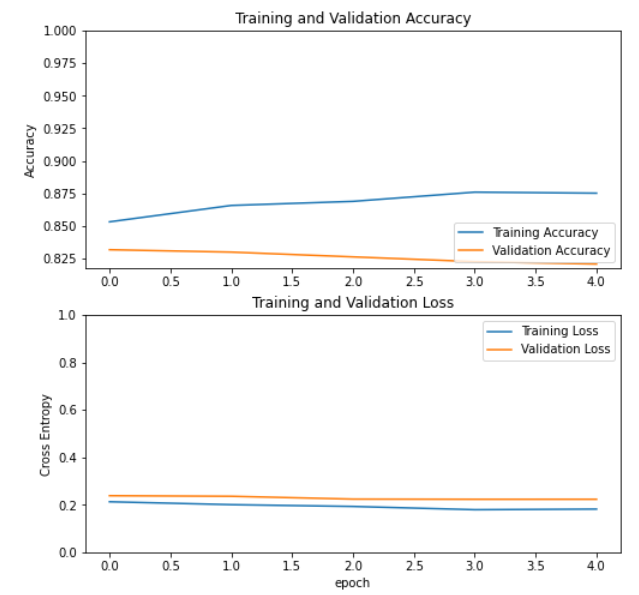 Training and Validation Accuracy
1.000
0.975
0.950
0.925
0.900
0.875
0.850
0.825
Accuracy
Training Accuracy
Validation Accuracy
0.0 0.5 1.0 1.5 2.0 2.5 3.0 3.5 4.0
Training and Validation Loss
1.0
0.8
0.6
0.4
0.2
0.0
Cross Entropy
Training Loss
Validation Loss
0.0 0.5 1.0 1.5 2.0 2.5 3.0 3.5 4.0
epoch